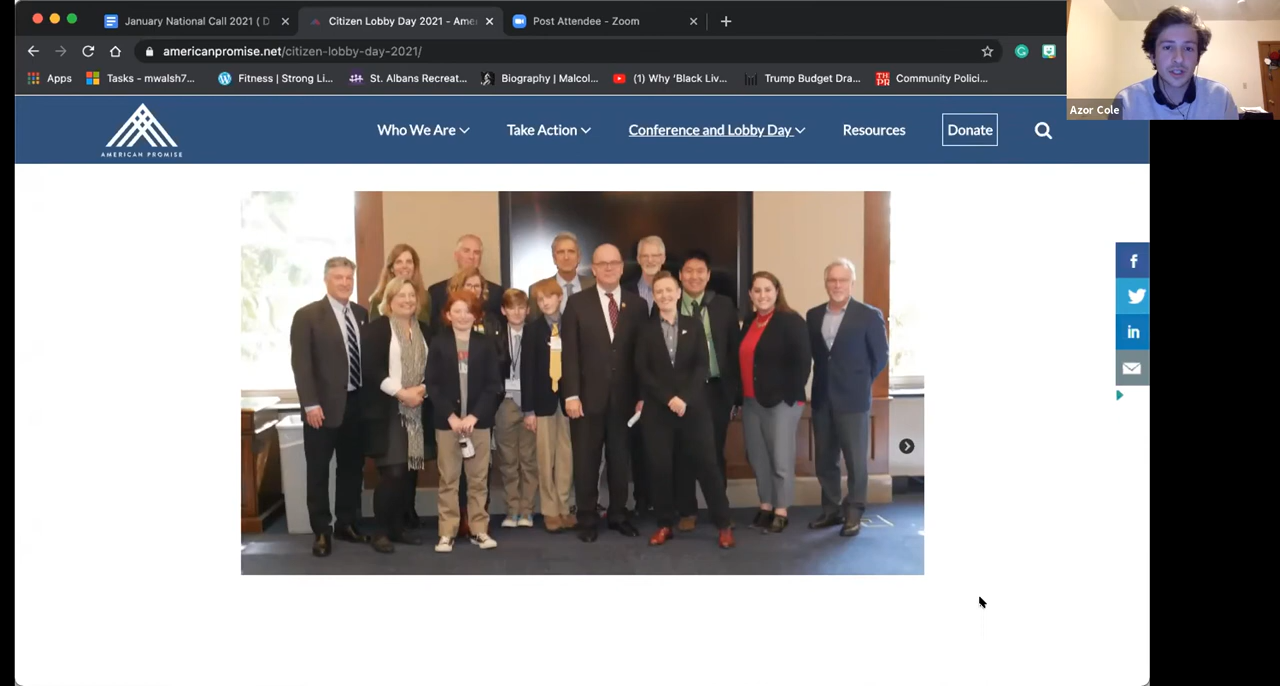 January National Call 2021 ( D
Citizen Lobby Day 2021 - Ame
Post Attendee - Zoom
americanpromise.net/citizen-lobby-day-2021/
Apps
Tasks - mwalsh7...
Fitness | Strong Li...
St. Albans Recreat...
Biography | Malcol...
(1) Why 'Black Liv...
Trump Budget Dra...
Community Polici...
Azor Cole
AMERICAN PROMISE
Who We Are
Take Action
Conference and Lobby Day
Resources
Donate